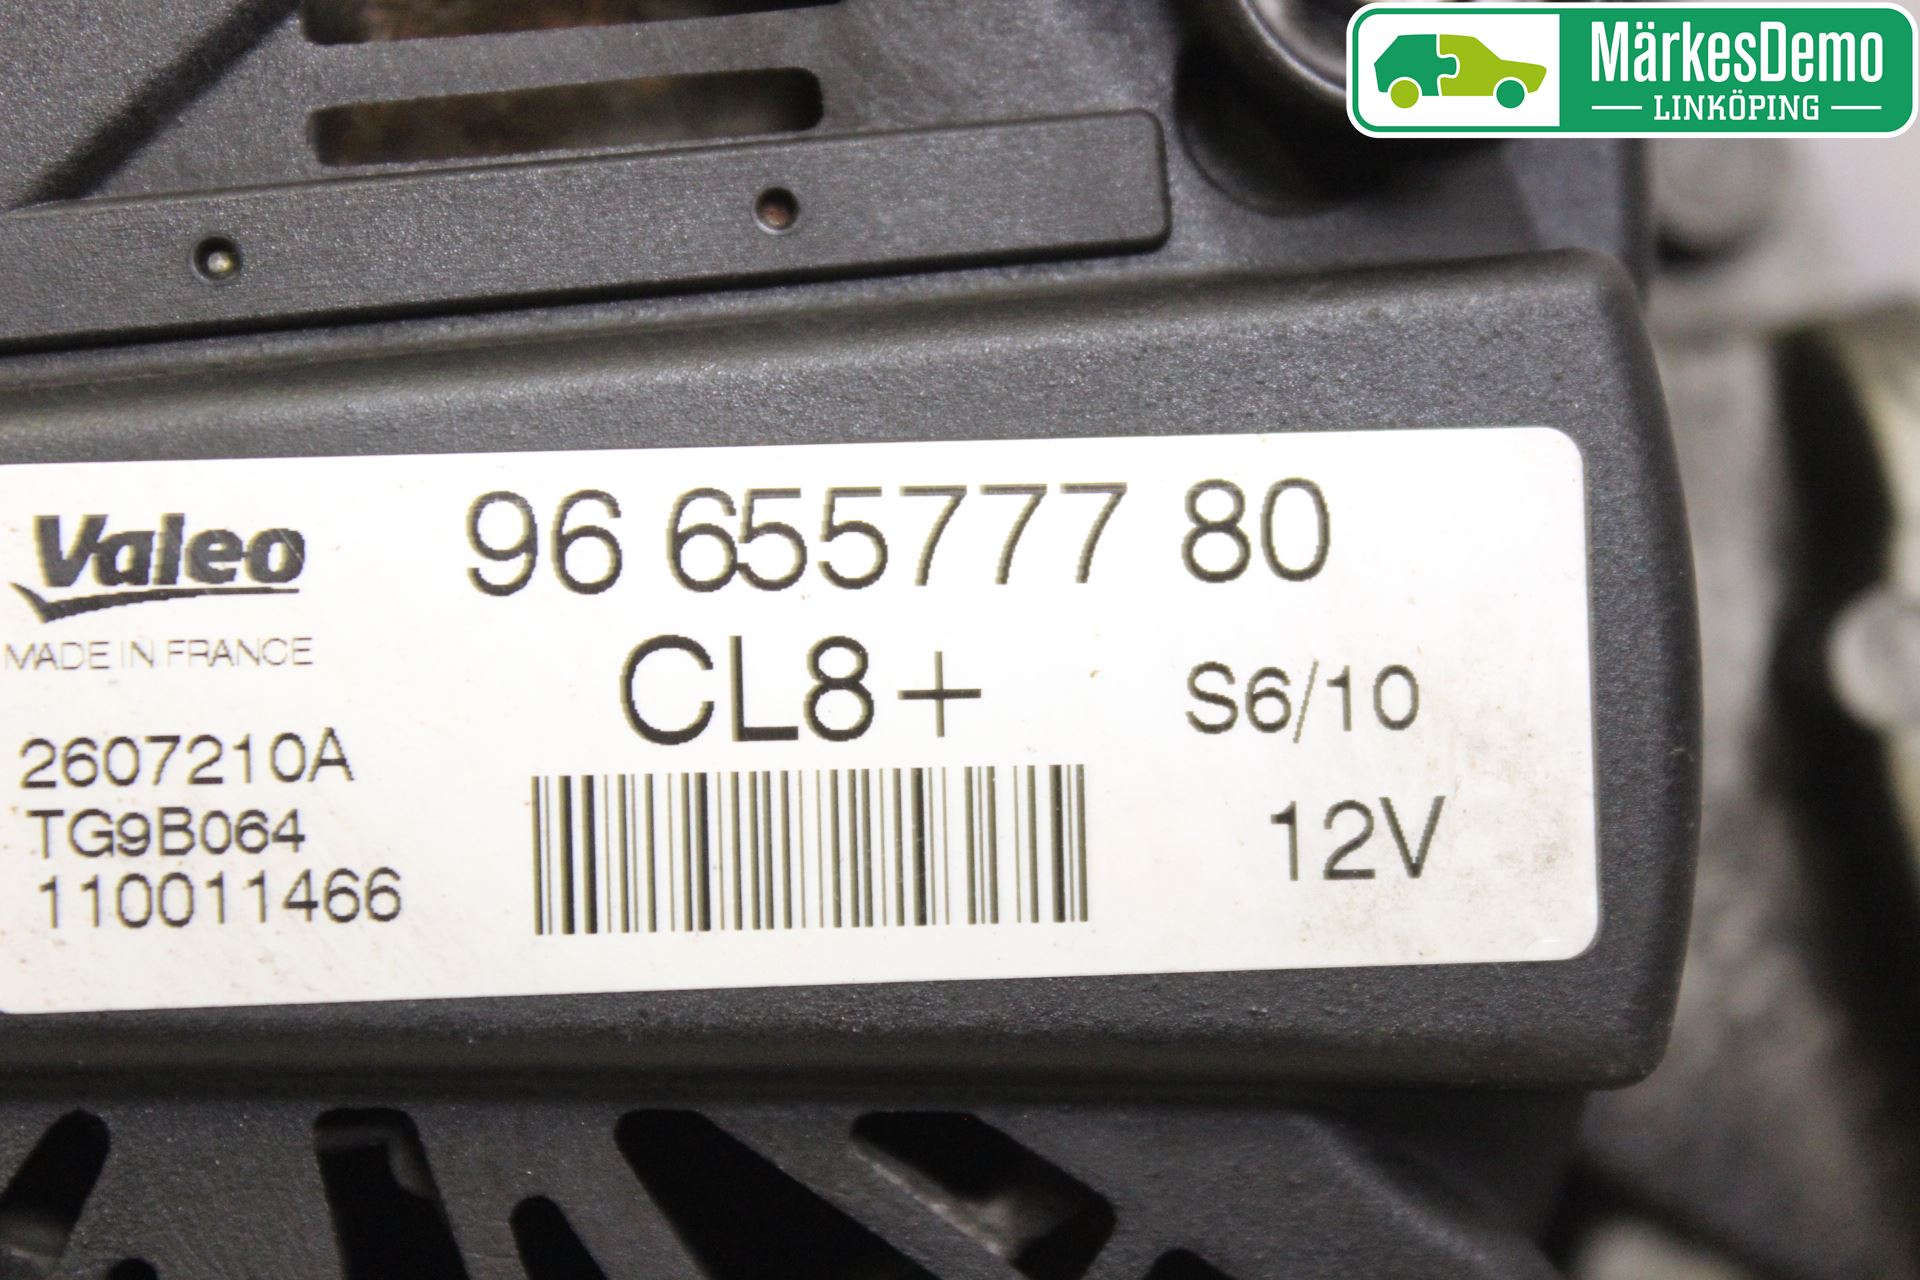 MärkesDemo
LINKÖPING
Valeo
MADE IN FRANCE
96 655777 80
CL8+
S6/10
12V
2607210A
TG9B064
110011466